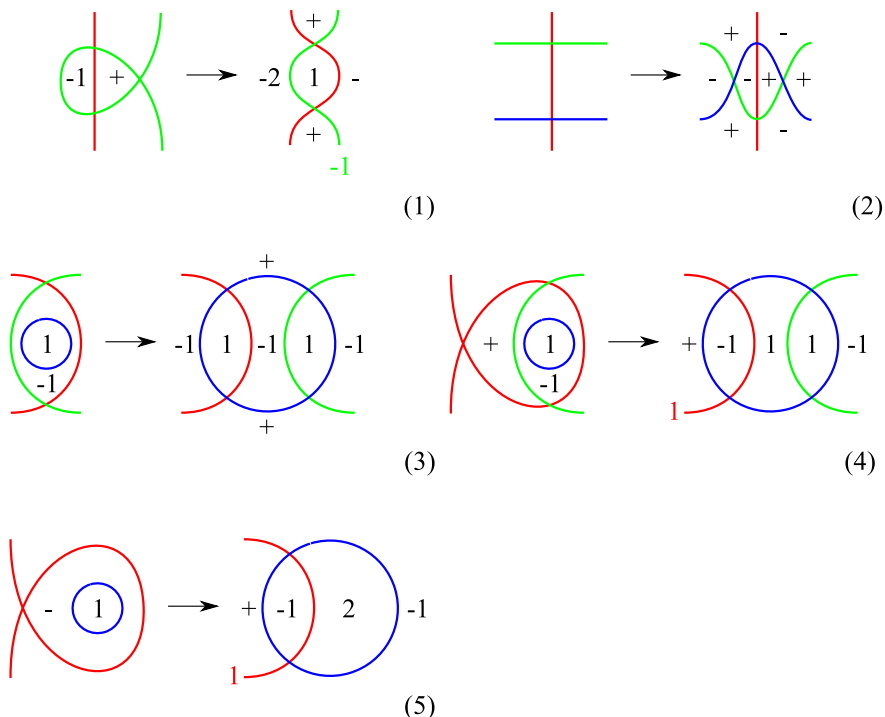 + + -
-1 + -2 1 - - - + +
+ + -
-1
(1) (2)
+
1 -1 1 -1 1 -1 + 1 + -1 1 1 -1
-1 -1
1
+
(3) (4)
- 1 + -1 2 -1
1
(5)